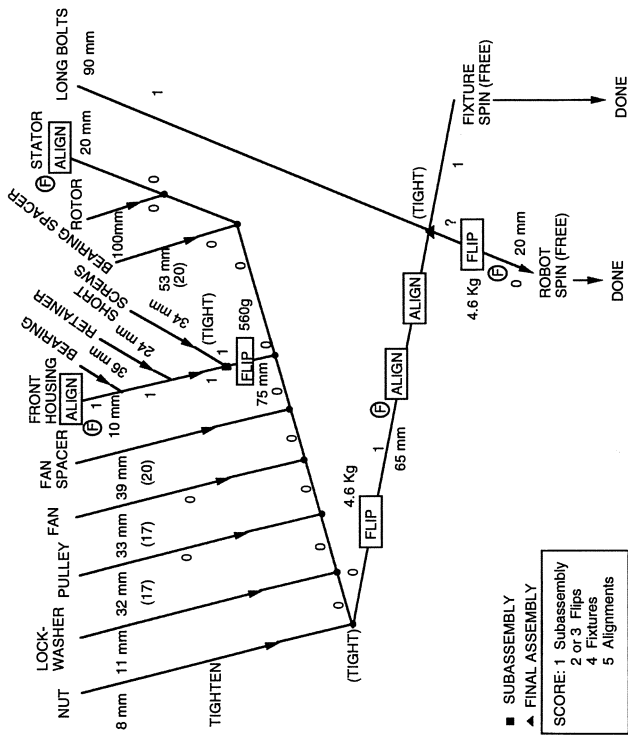 NUT
8 mm
TIGHTEN
LOCK-
WASHER
11 mm
PULLEY
32 mm
(17)
0
FAN
33 mm
(17)
0
FAN
SPACER
39 mm
(20)
FRONT
HOUSING
ALIGN
F
10 mm
1
BEARING
36 mm
1
RETAINER
24 mm
1
SHORT
SCREWS
34 mm
1
(TIGHT)
FLIP
560g
75 mm
0
BEARING SPACER
53 mm
(20)
0
ROTOR
100mm
0
F
STATOR
ALIGN
20 mm
0
LONG BOLTS
90 mm
1
0
0
0
0
0
0
0
(TIGHT)
4.6 Kg
FLIP
1
65 mm
F
ALIGN
ALIGN
(TIGHT)
?
1
4.6 Kg
FLIP
F
0
20 mm
ROBOT
SPIN (FREE)
DONE
FIXTURE
SPIN (FREE)
DONE
■ SUBASSEMBLY
▲ FINAL ASSEMBLY
SCORE: 1 Subassembly
2 or 3 Flips
4 Fixtures
5 Alignments